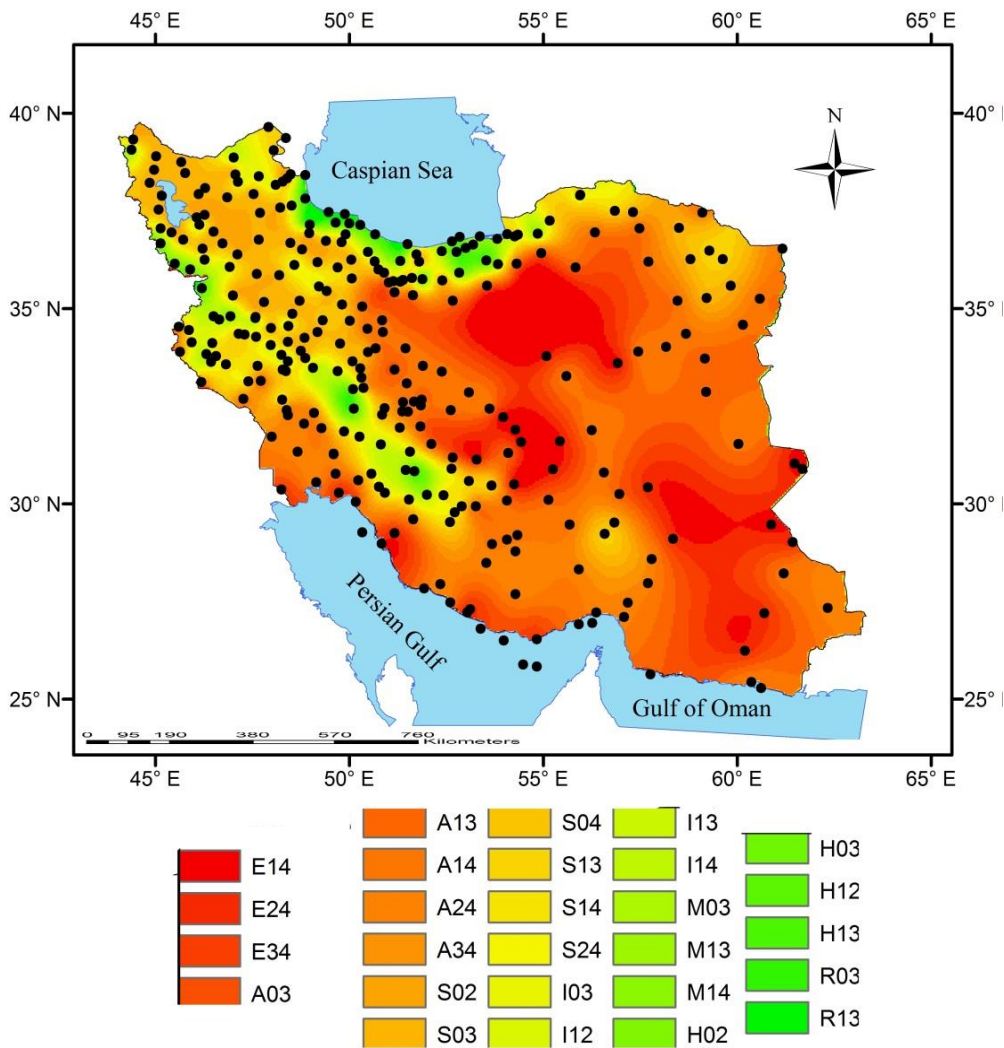 45° E 50° E 55° E 60° E 65° E
40° N 40° N
N
Caspian Sea
35° N 35° N
30° N 30° N
Persian Gulf
25° N 25° N
Gulf of Oman
0 95 190 380 570 760
Kilometers
45° E 50° E 55° E 60° E 65° E
E14
E24
E34
A03
A13
A14
A24
A34
S02
S03
S04
S13
S14
S24
I03
I12
I13
I14
M03
M13
M14
H02
H03
H12
H13
R03
R13